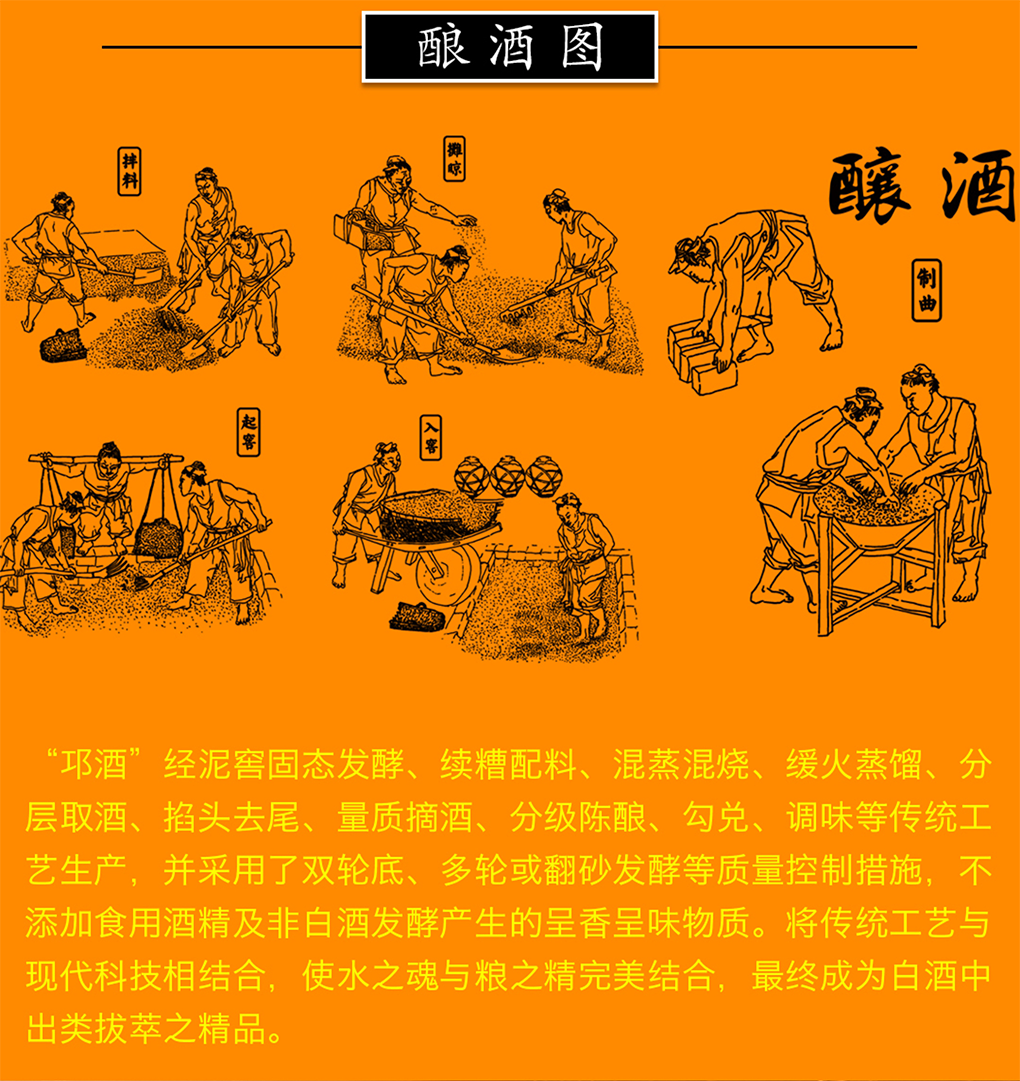 酿酒图
拌料
摊晾
釀酒
制曲
起窖
入窖
“邛酒”经泥窖固态发酵、续糟配料、混蒸混烧、缓火蒸馏、分
层取酒、掐头去尾、量质摘酒、分级陈酿、勾兑、调味等传统工
艺生产，并采用了双轮底、多轮或翻砂发酵等质量控制措施，不
添加食用酒精及非白酒发酵产生的呈香呈味物质。将传统工艺与
现代科技相结合，使水之魂与粮之精完美结合，最终成为白酒中
出类拔萃之精品。